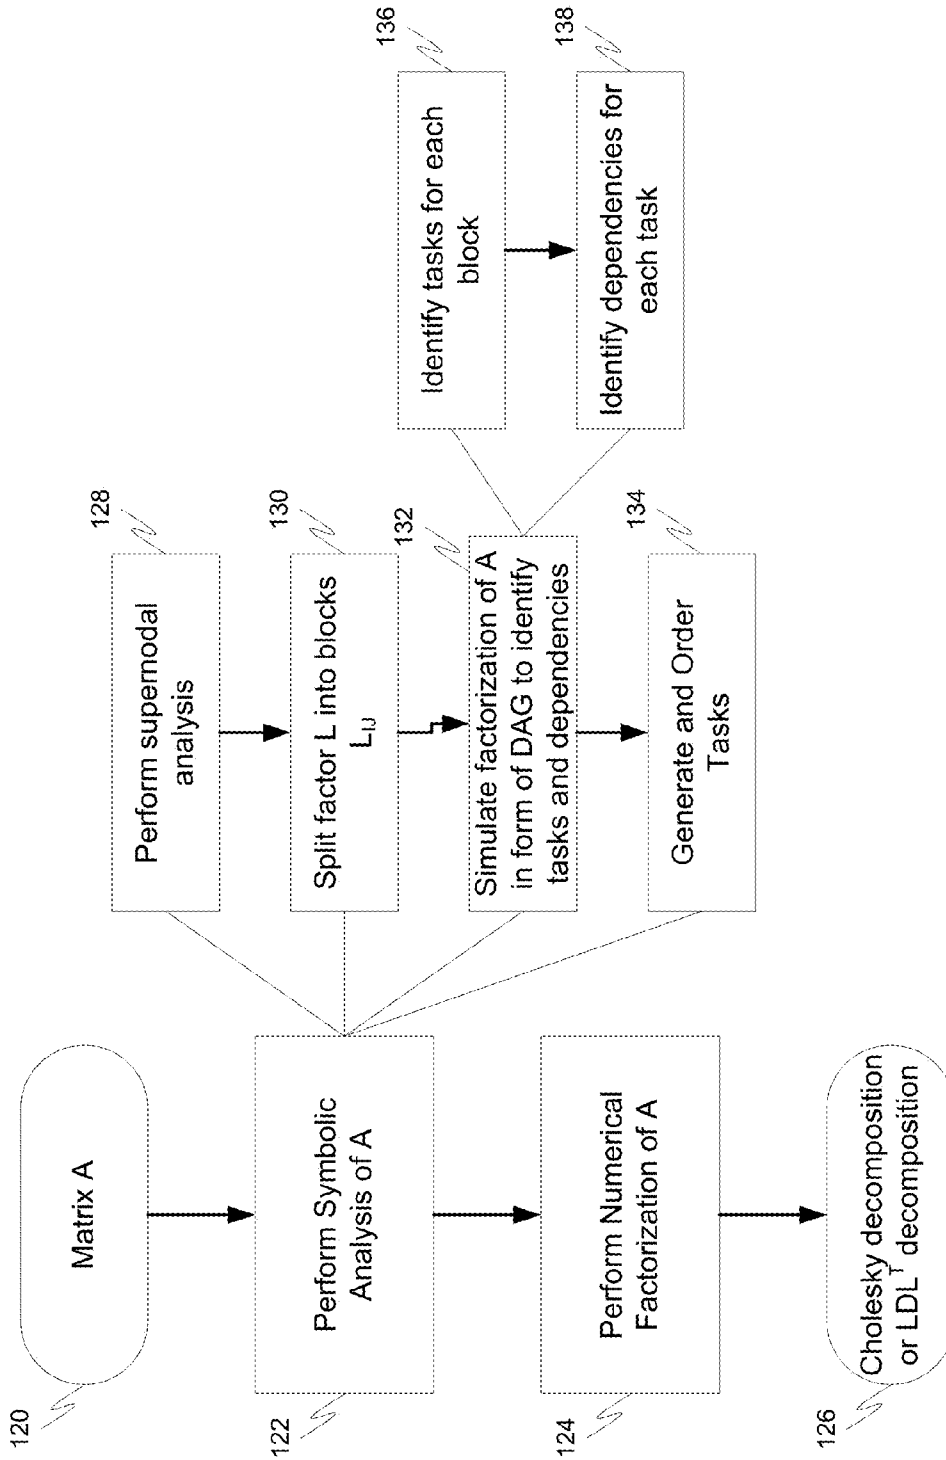 120
Matrix A
122
Perform Symbolic
Analysis of A
124
Perform Numerical
Factorization of A
126
Cholesky decomposition
or LDL^T decomposition
128
Perform supernodal
analysis
130
Split factor L into blocks
L_IJ
132
Simulate factorization of A
in form of DAG to identify
tasks and dependencies
134
Generate and Order
Tasks
136
Identify tasks for each
block
138
Identify dependencies for
each task